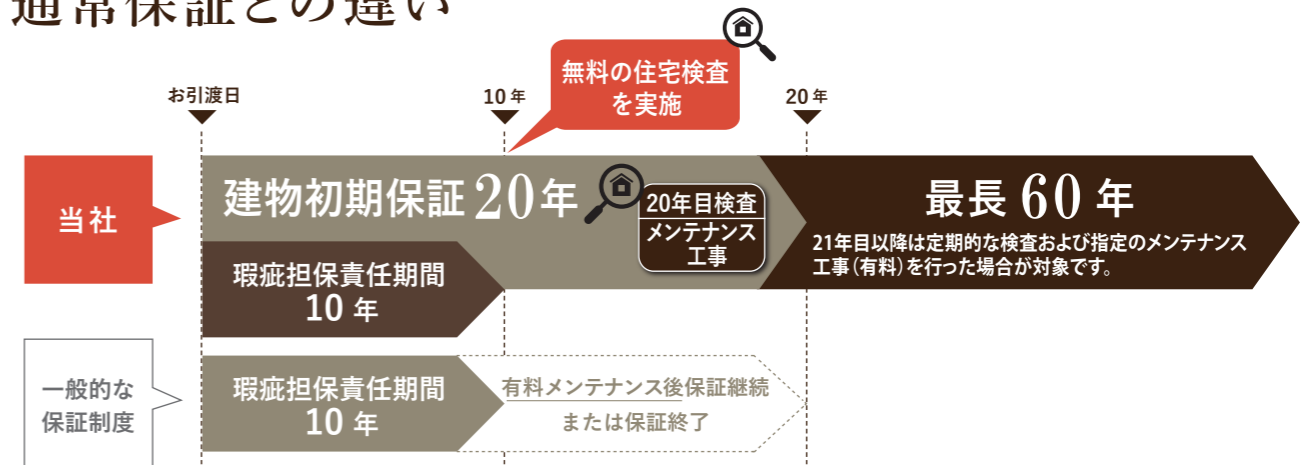 通常保証との違い
お引渡日
10年
20年
無料の住宅検査
を実施
当社
建物初期保証20年
20年目検査
メンテナンス
工事
最長60年
21年目以降は定期的な検査および指定のメンテナンス
工事(有料)を行った場合が対象です。
瑕疵担保責任期間
10年
一般的な
保証制度
瑕疵担保責任期間
10年
有料メンテナンス後保証継続
または保証終了